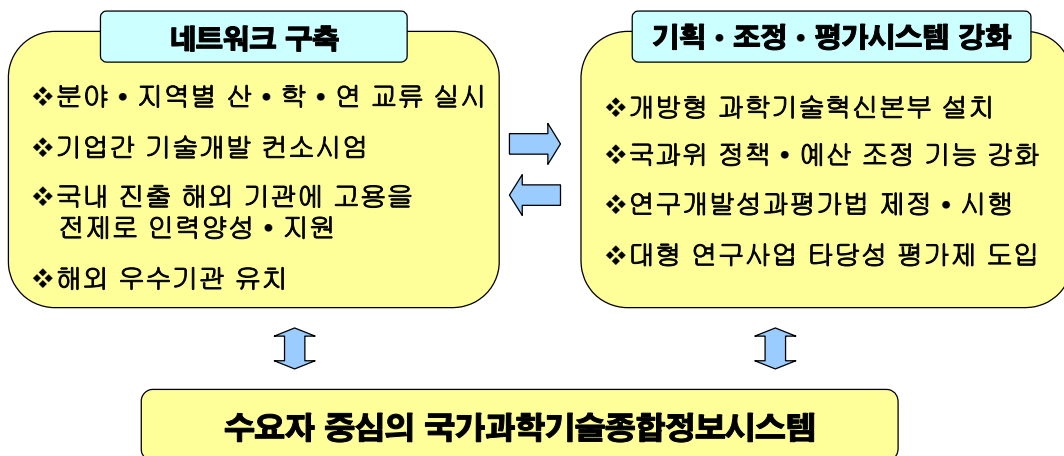 네트워크 구축
❖분야 • 지역별 산 • 학 • 연 교류 실시
❖기업간 기술개발 컨소시엄
❖국내 진출 해외 기관에 고용을
전제로 인력양성 • 지원
❖해외 우수기관 유치
기획 • 조정 • 평가시스템 강화
❖개방형 과학기술혁신본부 설치
❖국과위 정책 • 예산 조정 기능 강화
❖연구개발성과평가법 제정 • 시행
❖대형 연구사업 타당성 평가제 도입
수요자 중심의 국가과학기술종합정보시스템